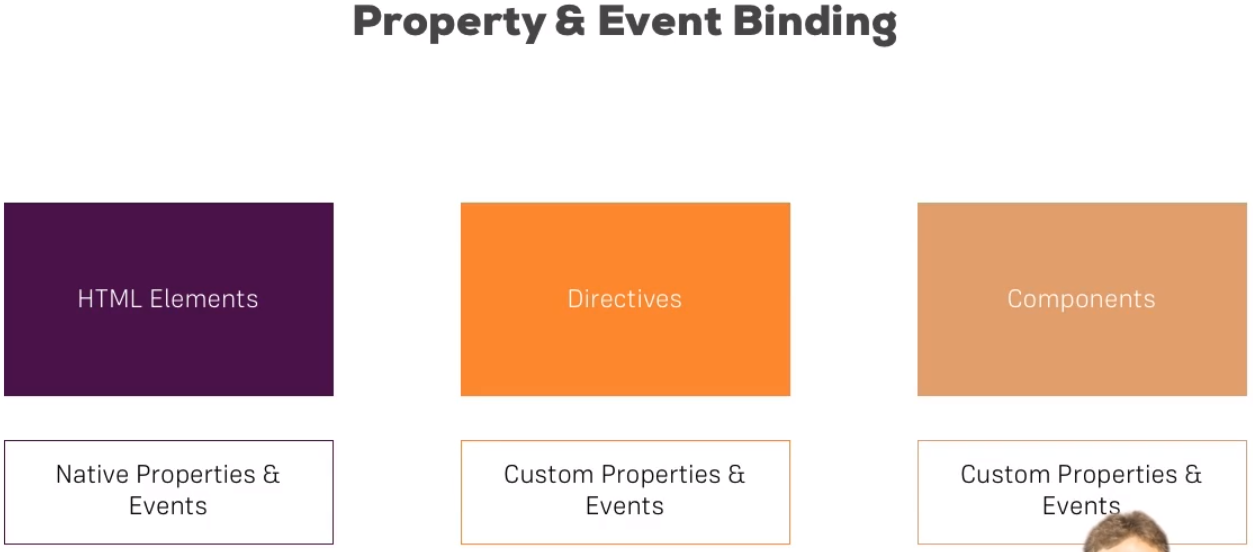 Property & Event Binding
HTML Elements
Directives
Components
Native Properties &
Events
Custom Properties &
Events
Custom Properties &
Events